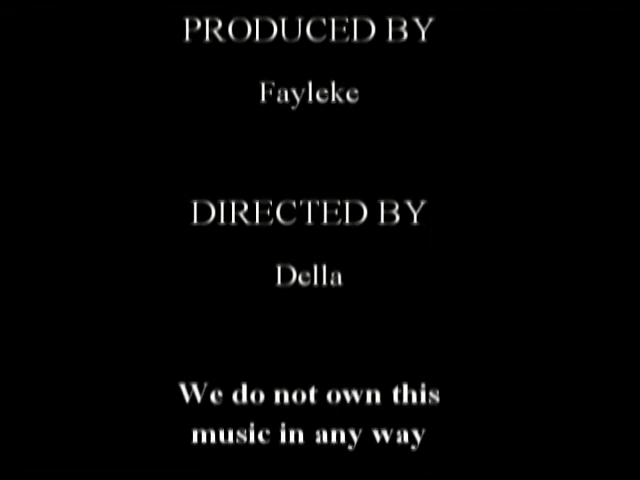 PRODUCED BY
Fayleke
DIRECTED BY
Della
We do not own this
music in any way